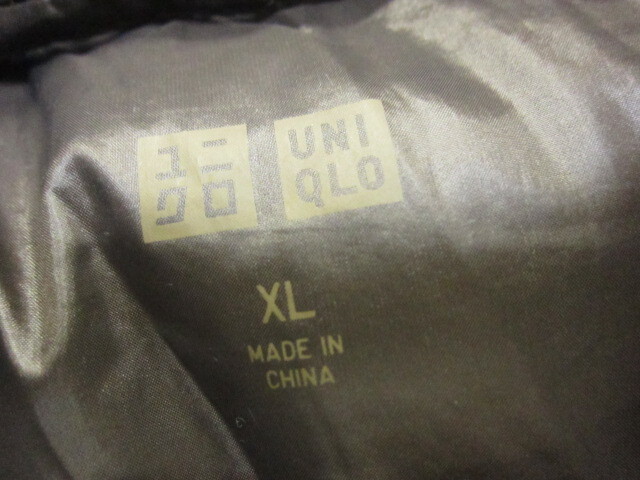 ユニ
クロ
UNI
QLO
XL
MADE IN
CHINA